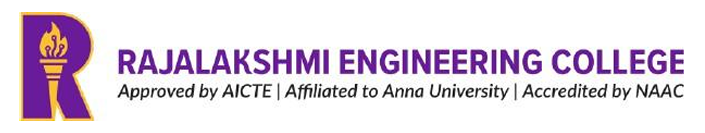 RAJALAKSHMI ENGINEERING COLLEGE
Approved by AICTE | Affiliated to Anna University | Accredited by NAAC